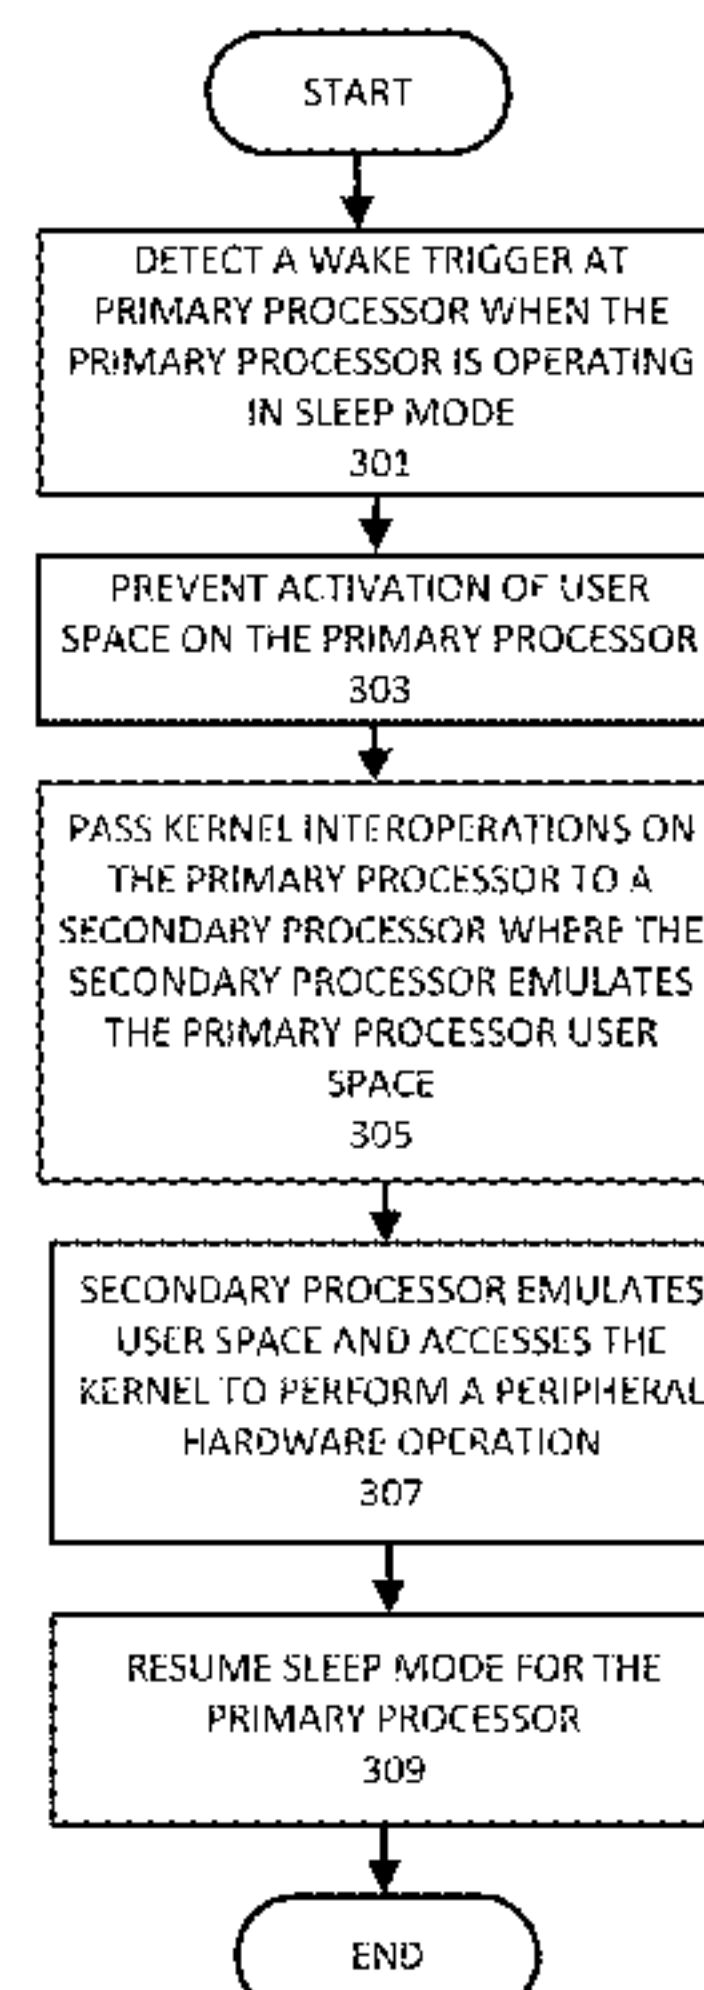 START
DETECT A WAKE TRIGGER AT
PRIMARY PROCESSOR WHEN THE
PRIMARY PROCESSOR IS OPERATING
IN SLEEP MODE
301
PREVENT ACTIVATION OF USER
SPACE ON THE PRIMARY PROCESSOR
303
PASS KERNEL INTEROPERATIONS ON
THE PRIMARY PROCESSOR TO A
SECONDARY PROCESSOR WHERE THE
SECONDARY PROCESSOR EMULATES
THE PRIMARY PROCESSOR USER
SPACE
305
SECONDARY PROCESSOR EMULATES
USER SPACE AND ACCESSES THE
KERNEL TO PERFORM A PERIPHERAL
HARDWARE OPERATION
307
RESUME SLEEP MODE FOR THE
PRIMARY PROCESSOR
309
END